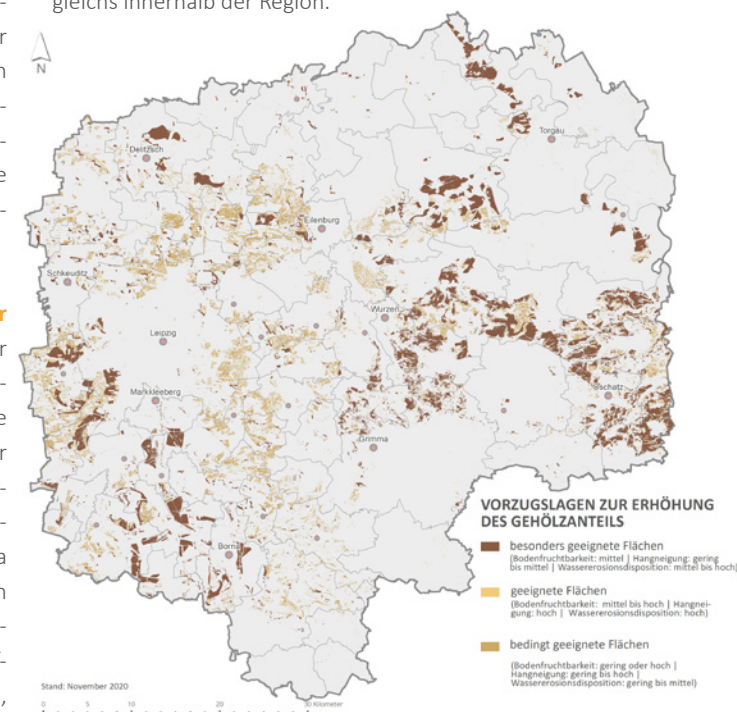 gleichs innerhalb der Region.
r
n
e
r
r
e
r
a
n
N
Torgau
Delitzsch
Eilenburg
Schkeuditz
Wurzen
Leipzig
Markkleeberg
Oschatz
Grimma
Borna
VORZUGSLAGEN ZUR ERHÖHUNG
DES GEHÖLZANTEILS
besonders geeignete Flächen
(Bodenfruchtbarkeit: mittel | Hangneigung: gering
bis mittel | Wassererosionsdisposition: mittel bis hoch)
geeignete Flächen
(Bodenfruchtbarkeit: mittel bis hoch | Hangnei-
gung: hoch | Wassererosionsdisposition: hoch)
bedingt geeignete Flächen
(Bodenfruchtbarkeit: gering oder hoch |
Hangneigung: gering bis hoch |
Wassererosionsdisposition: gering bis mittel)
Stand: November 2020
0 5 10 20 30 Kilometer